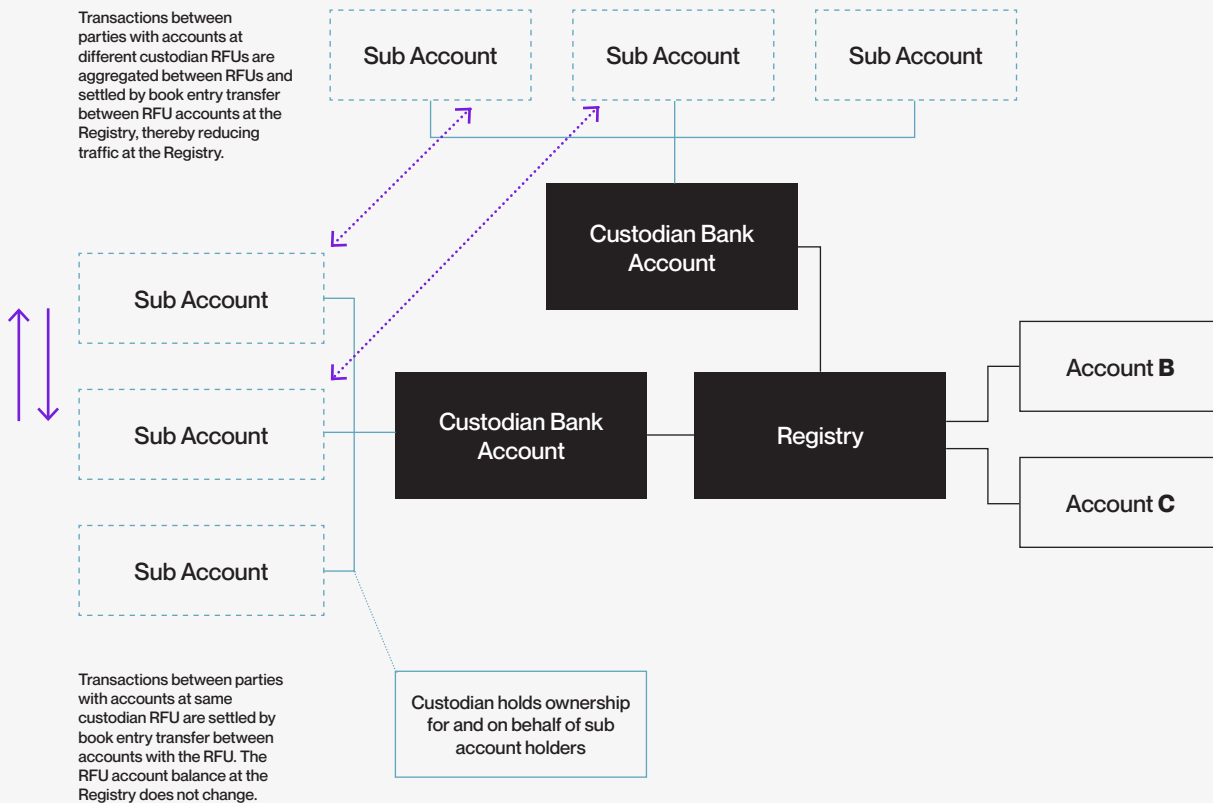 Transactions between
parties with accounts at
different custodian RFUs are
aggregated between RFUs and
settled by book entry transfer
between RFU accounts at the
Registry, thereby reducing
traffic at the Registry.
Sub Account
Sub Account
Sub Account
Custodian Bank
Account
Sub Account
Sub Account
Sub Account
Custodian Bank
Account
Registry
Account B
Account C
Transactions between parties
with accounts at same
custodian RFU are settled by
book entry transfer between
accounts with the RFU. The
RFU account balance at the
Registry does not change.
Custodian holds ownership
for and on behalf of sub
account holders